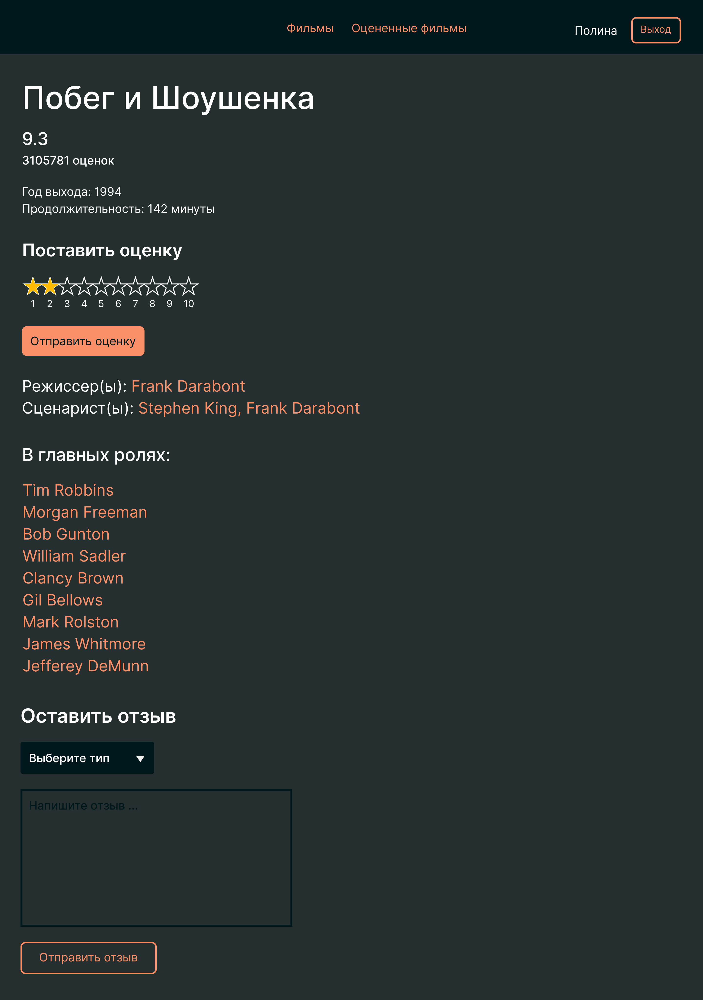 Фильмы Оцененные фильмы Полина Выход
Побег и Шоушенка
9.3
3105781 оценок
Год выхода: 1994
Продолжительность: 142 минуты
Поставить оценку
1 2 3 4 5 6 7 8 9 10
Отправить оценку
Режиссер(ы): Frank Darabont
Сценарист(ы): Stephen King, Frank Darabont
В главных ролях:
Tim Robbins
Morgan Freeman
Bob Gunton
William Sadler
Clancy Brown
Gil Bellows
Mark Rolston
James Whitmore
Jefferey DeMunn
Оставить отзыв
Выберите тип
Напишите отзыв ...
Отправить отзыв